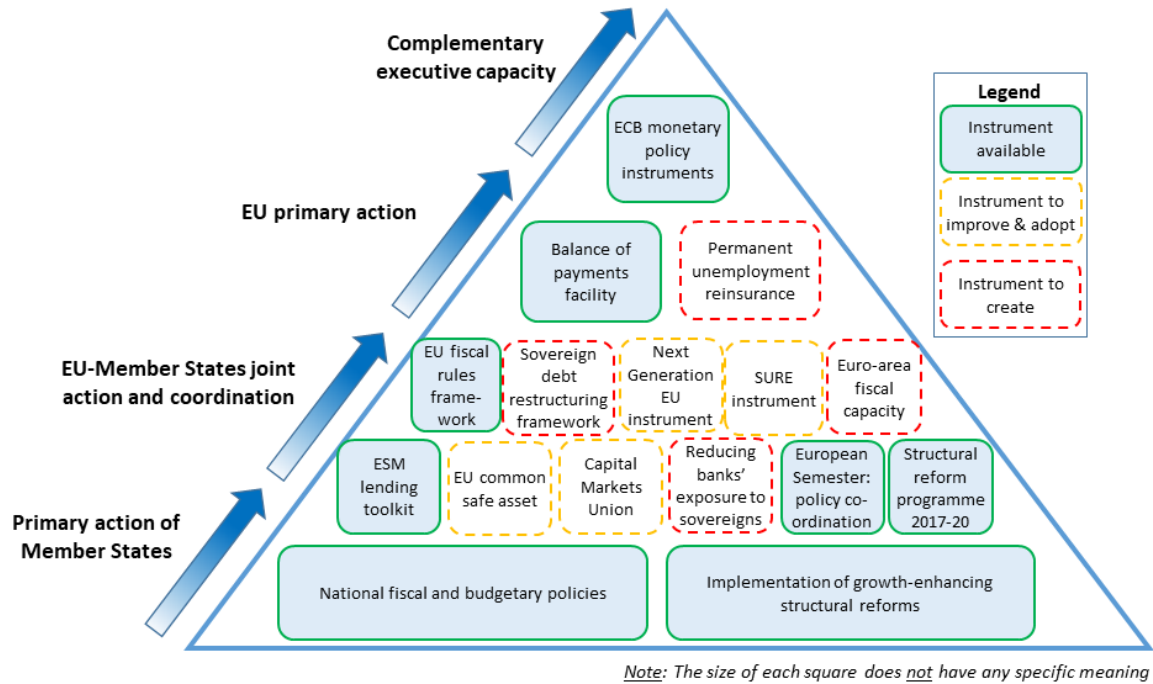 Complementary
executive capacity
EU primary action
EU-Member States joint
action and coordination
Primary action of
Member States
ECB monetary
policy
instruments
Balance of
payments
facility
Permanent
unemployment
reinsurance
EU fiscal
rules
frame-
work
Sovereign
debt
restructuring
framework
Next
Generation
EU
instrument
SURE
instrument
Euro-area
fiscal
capacity
ESM
lending
toolkit
EU common
safe asset
Capital
Markets
Union
Reducing
banks’
exposure to
sovereigns
European
Semester:
policy co-
ordination
Structural
reform
programme
2017-20
National fiscal and budgetary policies
Implementation of growth-enhancing
structural reforms
Legend
Instrument
available
Instrument to
improve & adopt
Instrument to
create
Note: The size of each square does not have any specific meaning